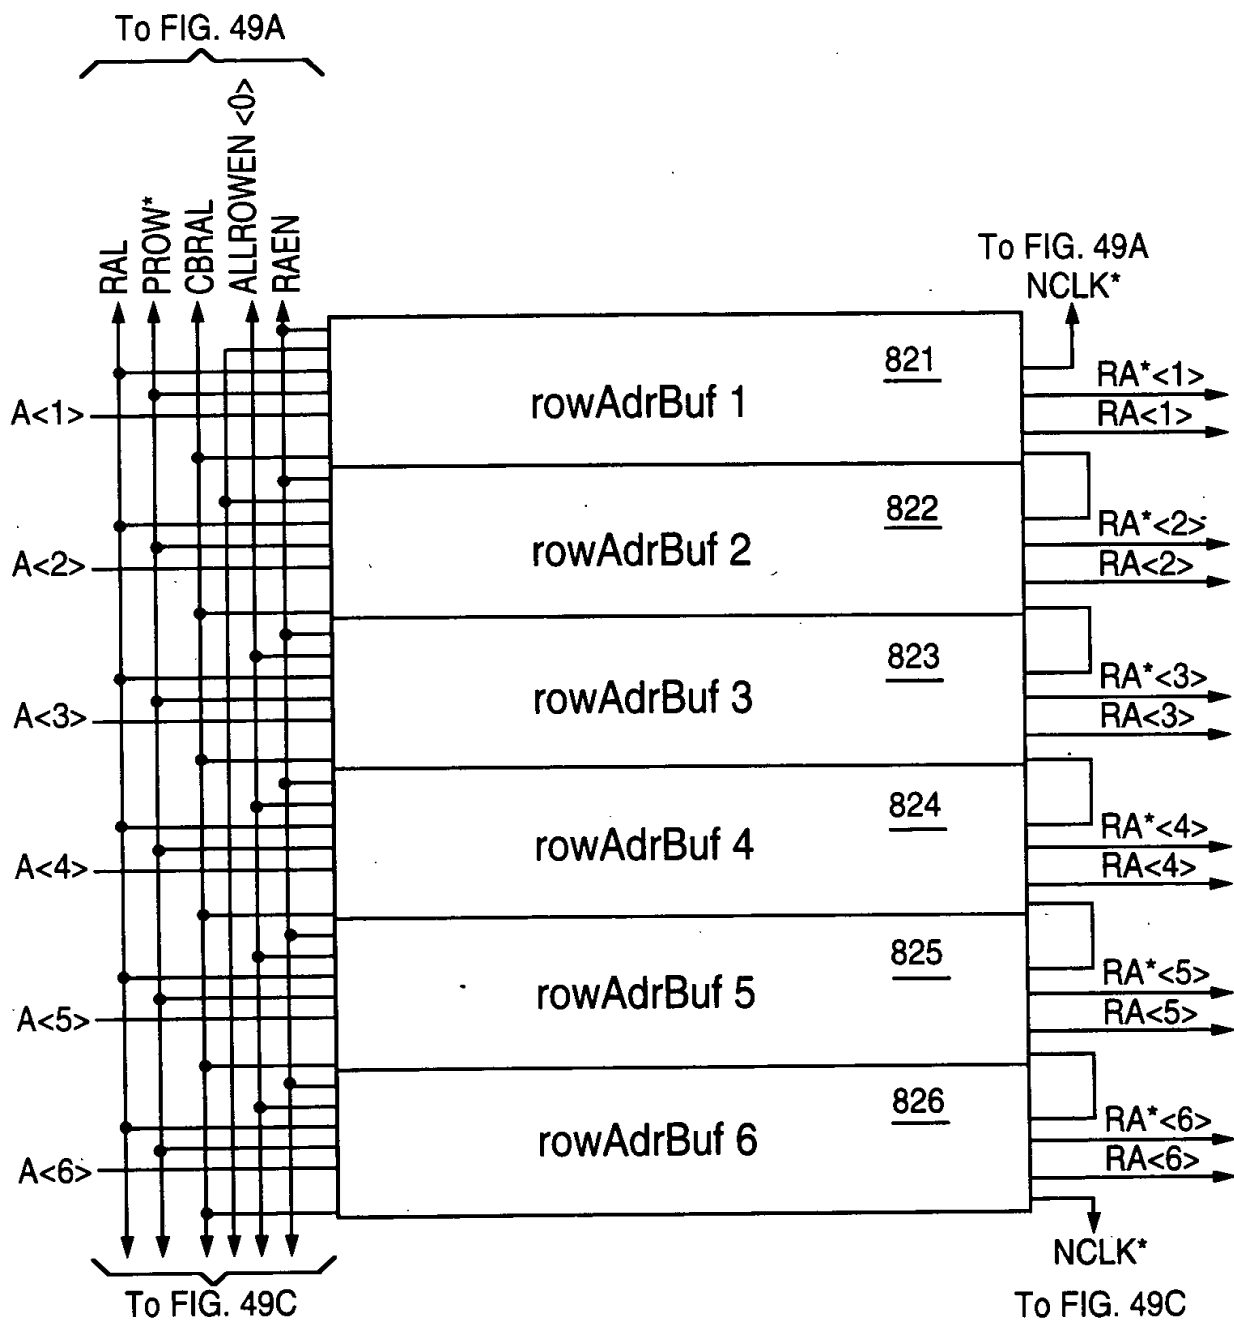 To FIG. 49A
RAL
PROW*
CBRAL
ALLROWEN <0>
RAEN
To FIG. 49A
NCLK*
821
rowAdrBuf 1
A<1>
RA*<1>
RA<1>
822
rowAdrBuf 2
A<2>
RA*<2>
RA<2>
823
rowAdrBuf 3
A<3>
RA*<3>
RA<3>
824
rowAdrBuf 4
A<4>
RA*<4>
RA<4>
825
rowAdrBuf 5
A<5>
RA*<5>
RA<5>
826
rowAdrBuf 6
A<6>
RA*<6>
RA<6>
NCLK*
To FIG. 49C
To FIG. 49C